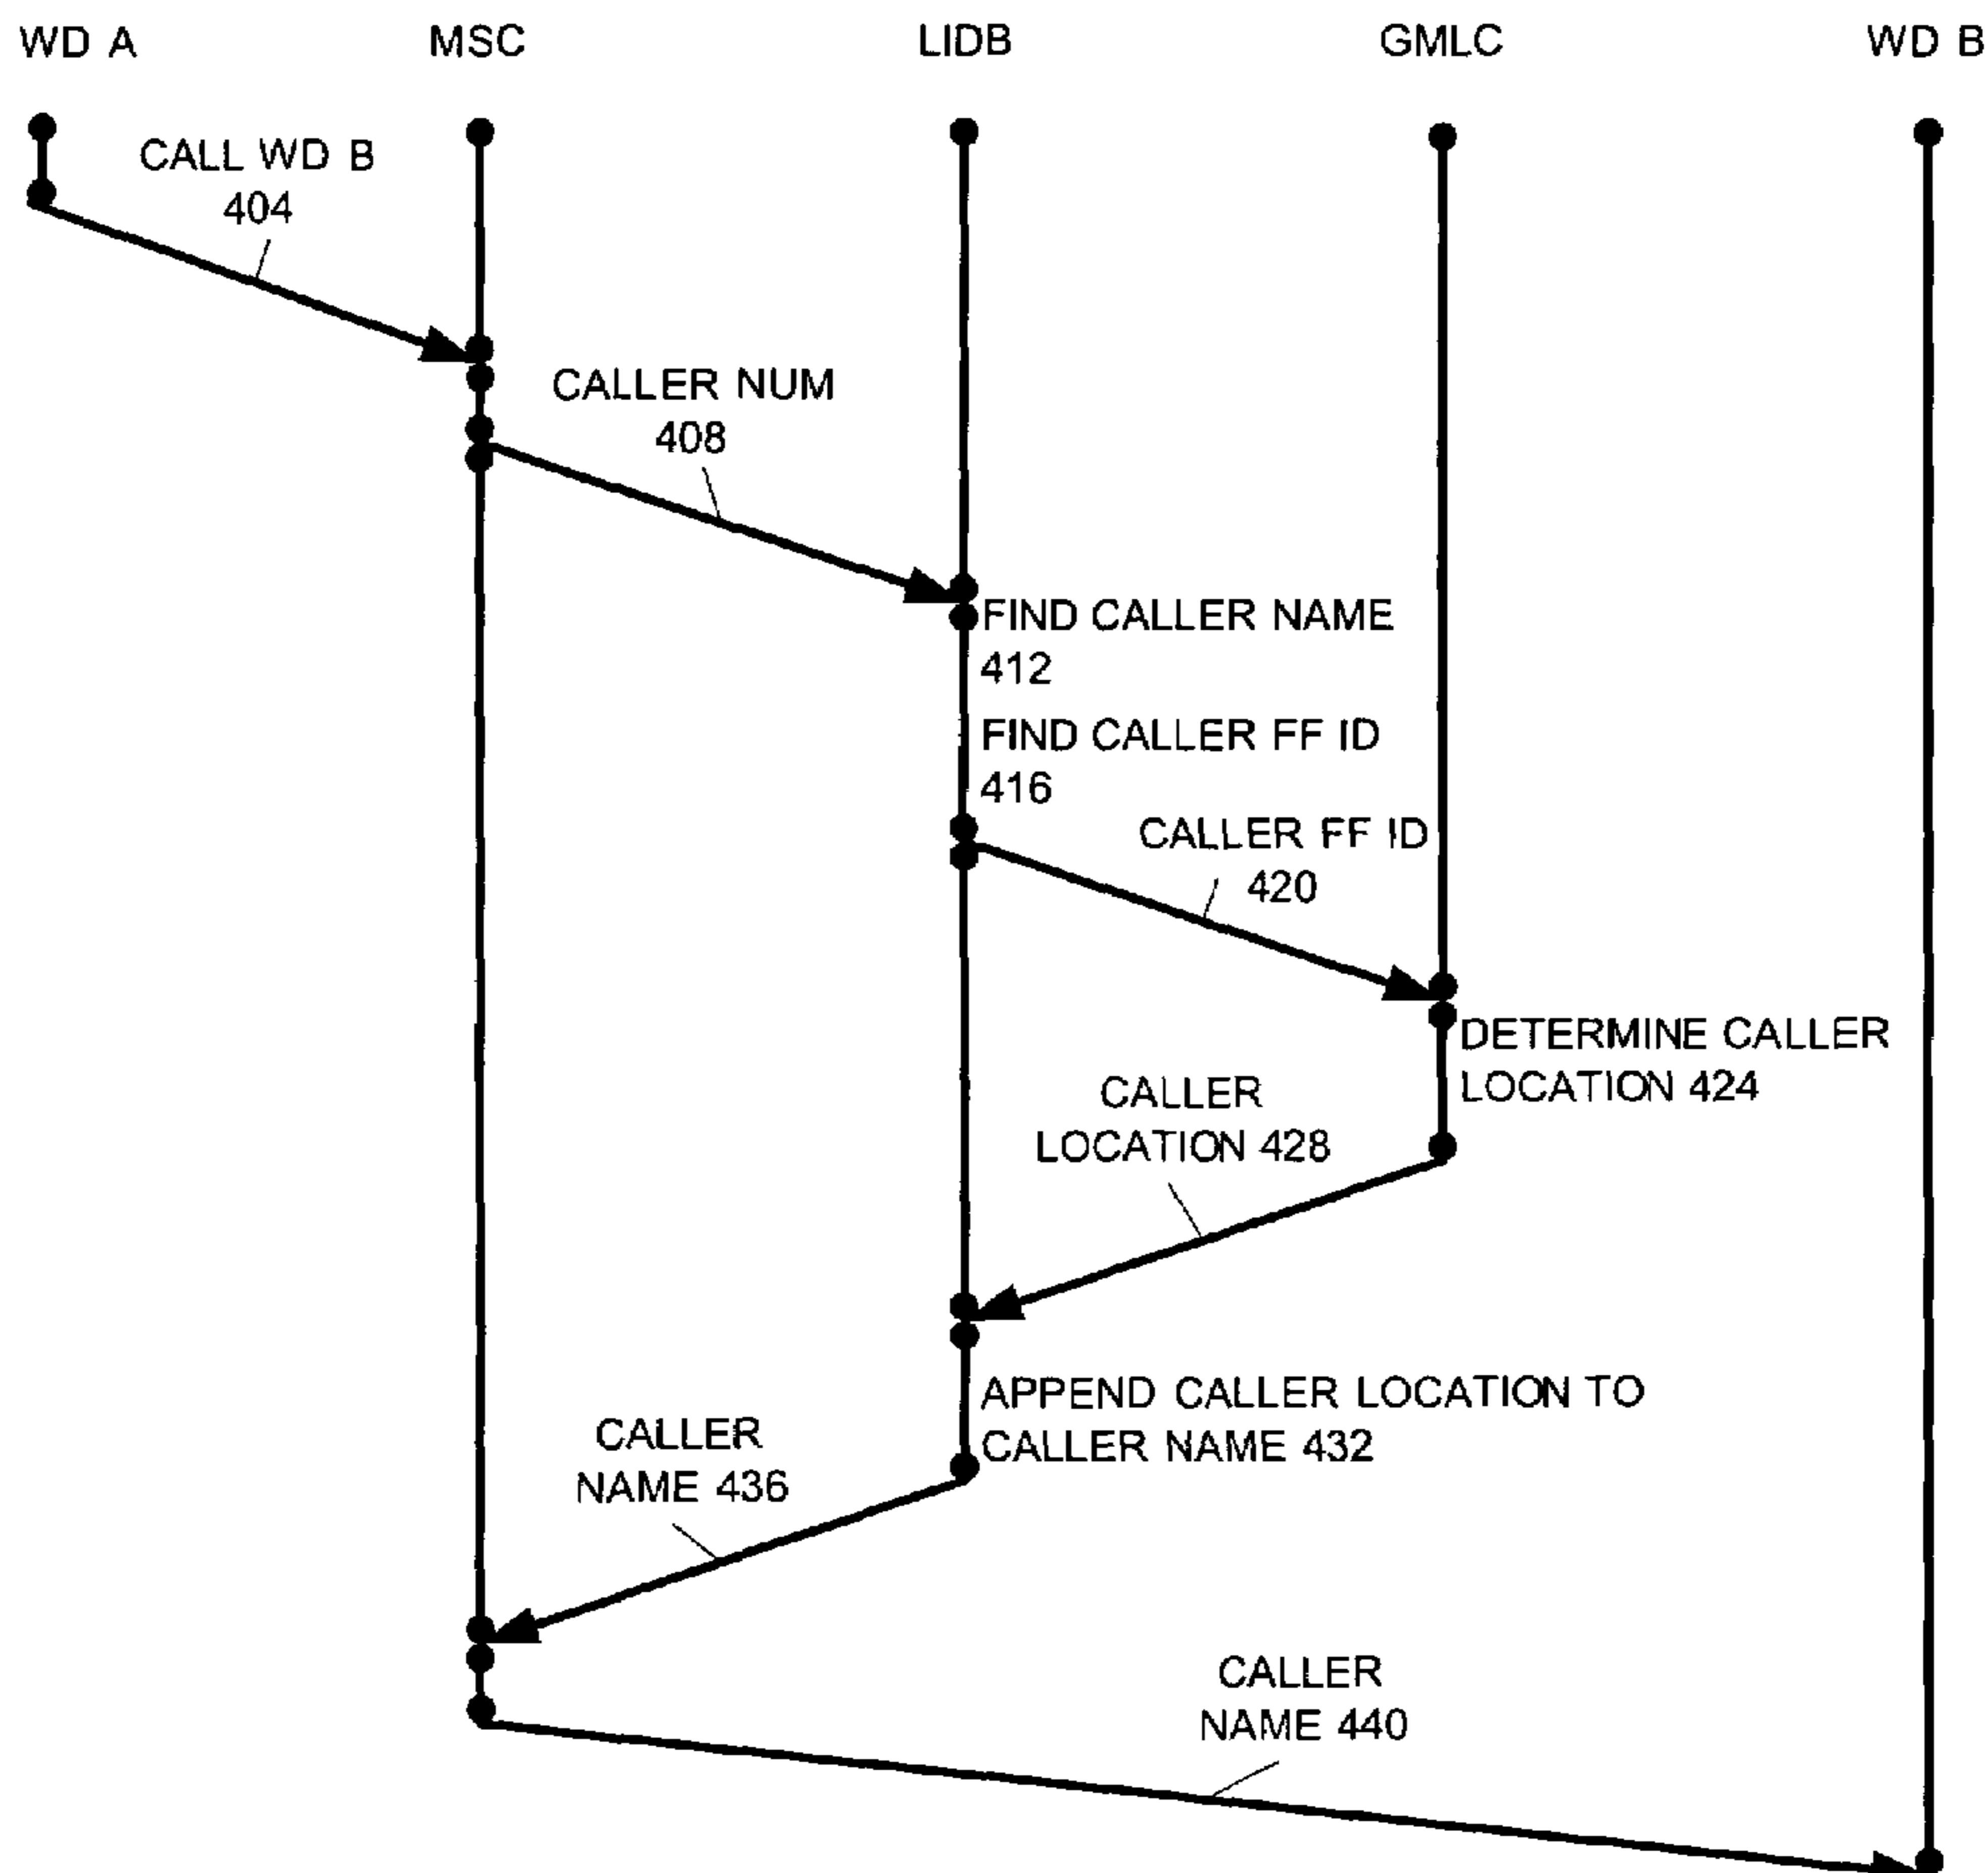 WD A
MSC
LIDB
GMLC
WD B
CALL WD B
404
CALLER NUM
408
FIND CALLER NAME
412
FIND CALLER FF ID
416
CALLER FF ID
420
DETERMINE CALLER
LOCATION 424
CALLER
LOCATION 428
APPEND CALLER LOCATION TO
CALLER NAME 432
CALLER
NAME 436
CALLER
NAME 440